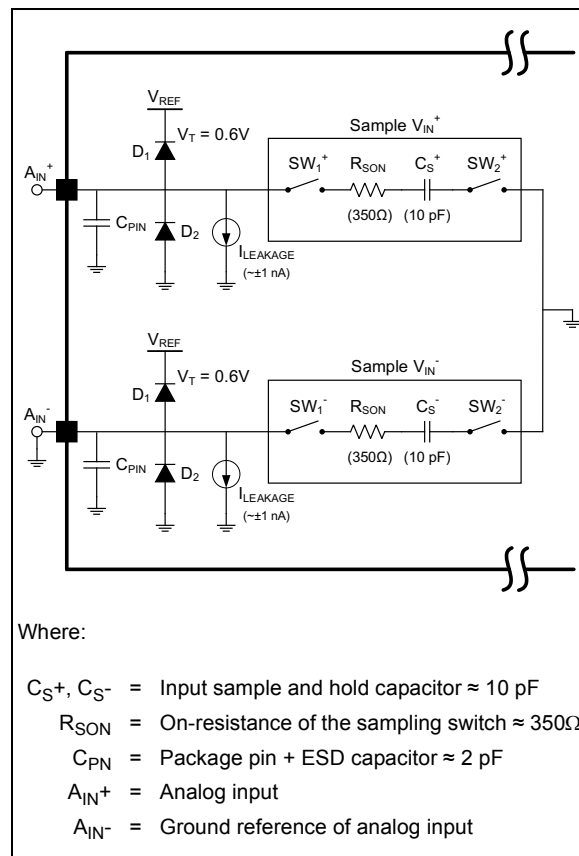 V_REF
V_T = 0.6V
D_1
Sample V_IN^+
SW_1^+ R_SON C_S^+ SW_2^+
A_IN^+
(350Ω) (10 pF)
C_PIN
D_2
I_LEAKAGE
(~±1 nA)
V_REF
V_T = 0.6V
D_1
Sample V_IN^-
SW_1^- R_SON C_S^- SW_2^-
A_IN^-
(350Ω) (10 pF)
C_PIN
D_2
I_LEAKAGE
(~±1 nA)
Where:
C_S+, C_S- = Input sample and hold capacitor ≈ 10 pF
R_SON = On-resistance of the sampling switch ≈ 350Ω
C_PN = Package pin + ESD capacitor ≈ 2 pF
A_IN+ = Analog input
A_IN- = Ground reference of analog input